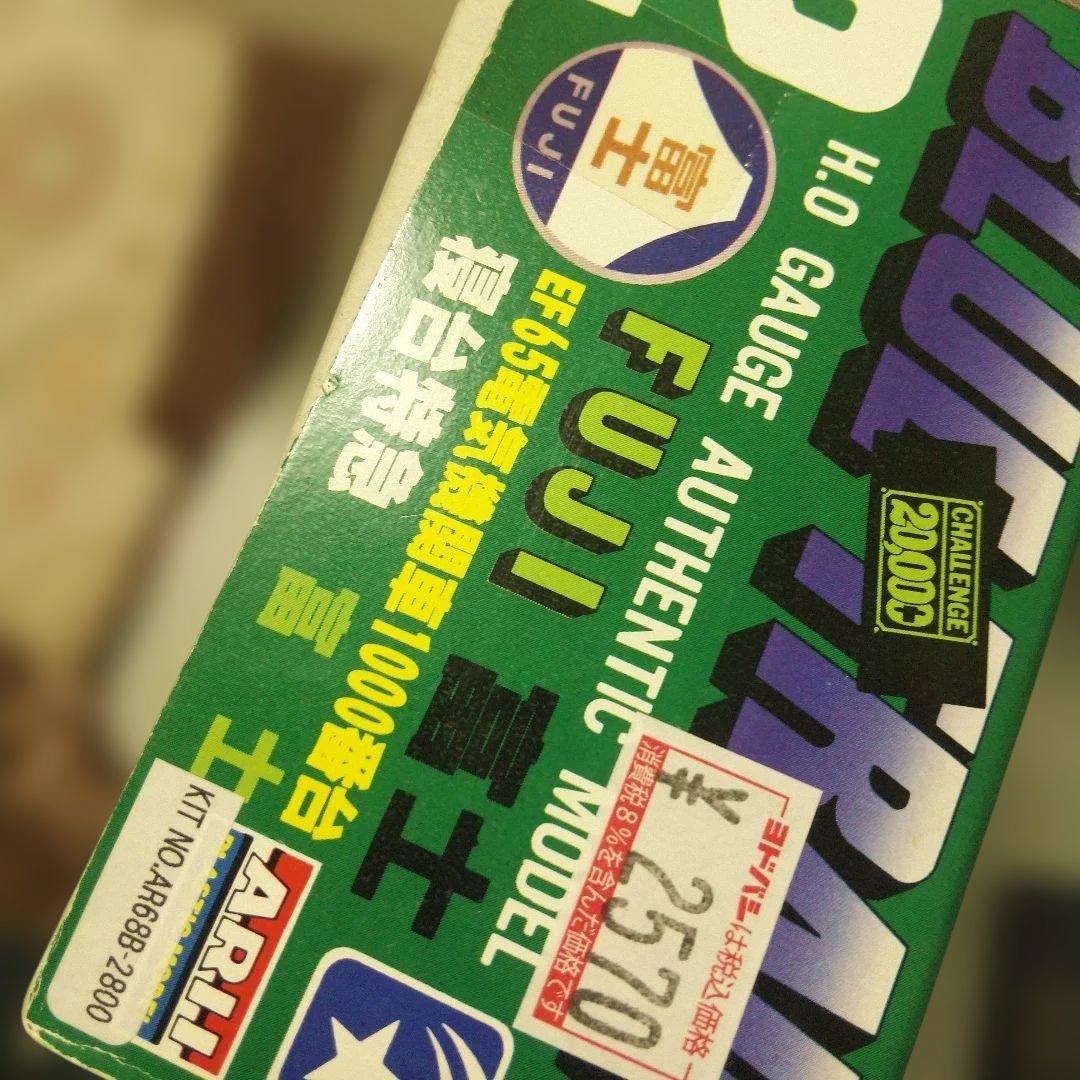 BLUE TRAIN
CHALLENGE
20,000
H.O GAUGE AUTHENTIC MODEL
富士
FUJI
FUJI
富士
EF65電気機関車1000番台
寝台特急
富士
ヨドバシは税込価格
¥ 2570
消費税8%を含んだ価格です
ARII
KIT NO.AR68B-2800